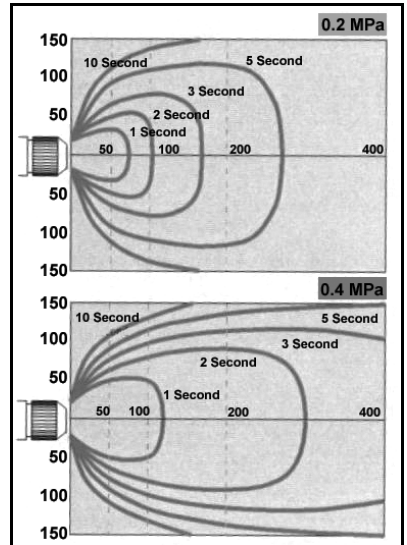 0.2 MPa
150
10 Second
5 Second
100
3 Second
50
2 Second
1 Second
50 100 200 400
50
100
150
0.4 MPa
150
10 Second
5 Second
100
3 Second
2 Second
50
1 Second
50 100 200 400
50
100
150